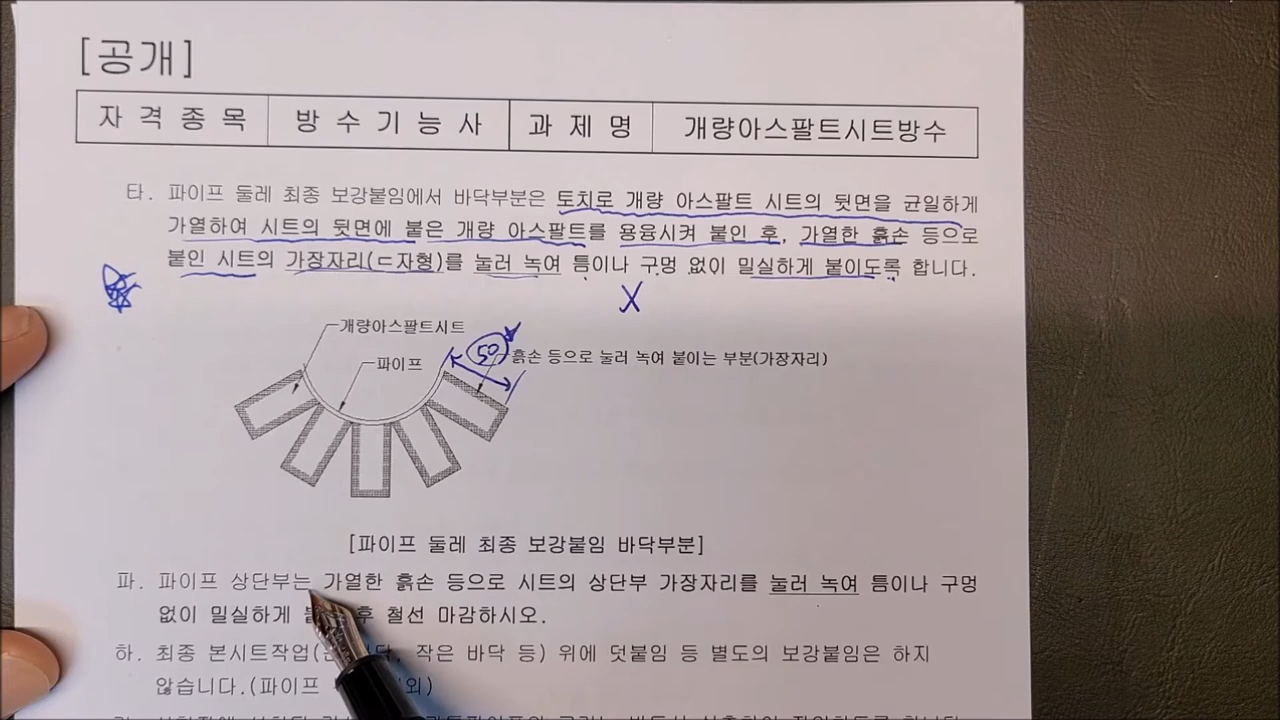 [공개]
자 격 종 목 방 수 기 능 사 과 제 명 개량아스팔트시트방수
타. 파이프 둘레 최종 보강붙임에서 바닥부분은 토치로 개량 아스팔트 시트의 뒷면을 균일하게
가열하여 시트의 뒷면에 붙은 개량 아스팔트를 용융시켜 붙인 후, 가열한 흙손 등으로
붙인 시트의 가장자리(ㄷ자형)를 눌러 녹여 틈이나 구멍 없이 밀실하게 붙이도록 합니다.
X
개량아스팔트시트
50
파이프
흙손 등으로 눌러 녹여 붙이는 부분(가장자리)
[파이프 둘레 최종 보강붙임 바닥부분]
파. 파이프 상단부는 가열한 흙손 등으로 시트의 상단부 가장자리를 눌러 녹여 틈이나 구멍
없이 밀실하게 후 철선 마감하시오.
하. 최종 본시트작업( 작은 바닥 등) 위에 덧붙임 등 별도의 보강붙임은 하지
않습니다.(파이프